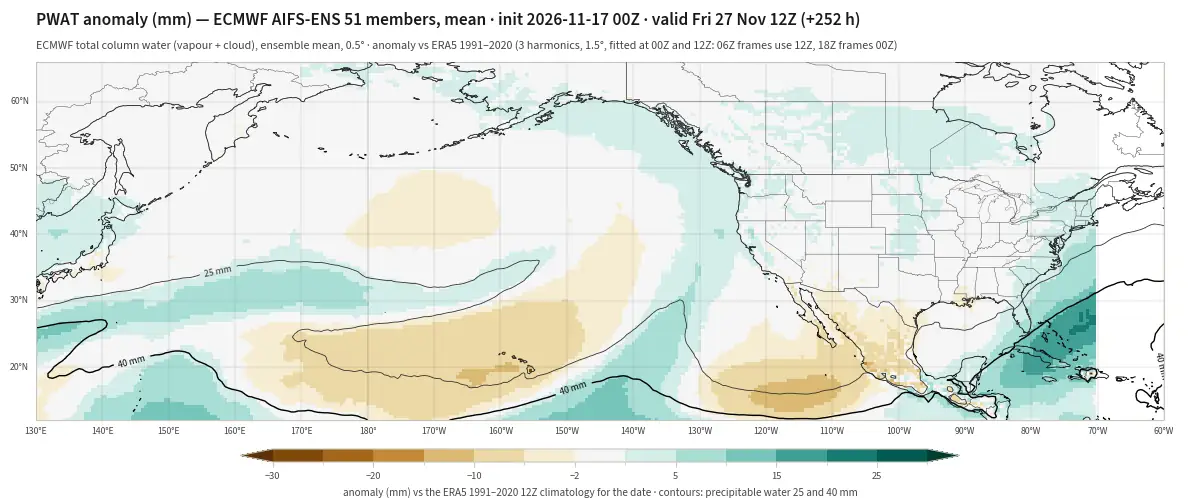 PWAT anomaly (mm) — ECMWF AIFS-ENS 51 members, mean · init 2026-11-17 00Z · valid Fri 27 Nov 12Z (+252 h)
ECMWF total column water (vapour + cloud), ensemble mean, 0.5° · anomaly vs ERA5 1991–2020 (3 harmonics, 1.5°, fitted at 00Z and 12Z: 06Z frames use 12Z, 18Z frames 00Z)
60°N
50°N
40°N
25 mm
30°N
20°N
40 mm
40 mm
40 mm
130°E 140°E 150°E 160°E 170°E 180° 170°W 160°W 150°W 140°W 130°W 120°W 110°W 100°W 90°W 80°W 70°W 60°W
−30 −20 −10 −2 5 15 25
anomaly (mm) vs the ERA5 1991–2020 12Z climatology for the date · contours: precipitable water 25 and 40 mm